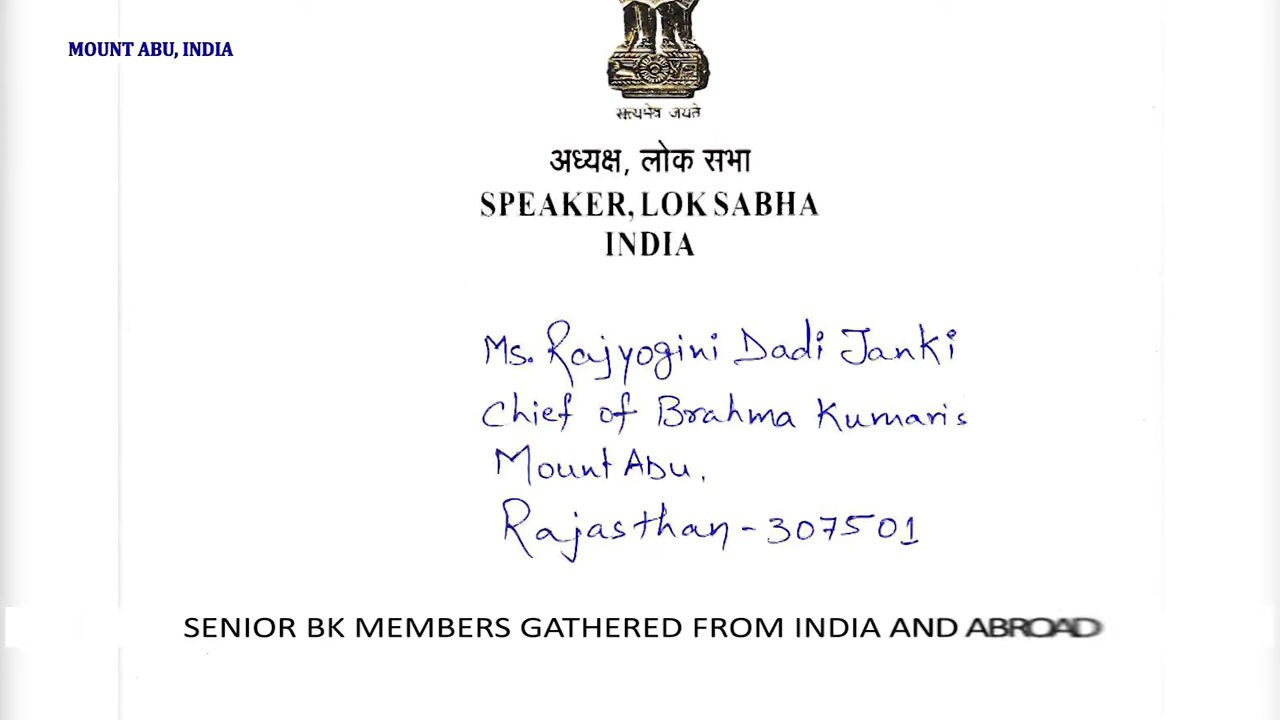 MOUNT ABU, INDIA
सत्यमेव जयते
अध्यक्ष, लोक सभा
SPEAKER, LOK SABHA
INDIA
Ms. Rajyogini Dadi Janki
Chief of Brahma Kumaris
Mount Abu,
Rajasthan - 307501
SENIOR BK MEMBERS GATHERED FROM INDIA AND ABROAD